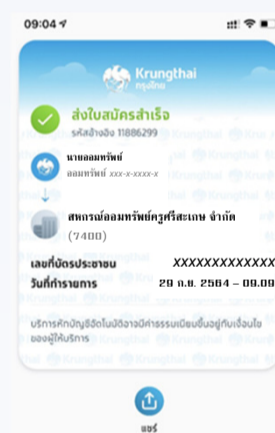 09:04
Krungthai
กรุงไทย
ส่งใบสมัครสำเร็จ
รหัสอ้างอิง 11886299
นายออมทรัพย์
ออมทรัพย์ xxx-x-xxxx-x
สหกรณ์ออมทรัพย์ครูศรีสะเกษ จำกัด
(7400)
เลขที่บัตรประชาชน XXXXXXXXXXXXX
วันที่ทำรายการ 29 ก.ย. 2564 - 09.09
บริการหักบัญชีอัตโนมัติอาจมีค่าธรรมเนียมขึ้นอยู่กับเงื่อนไข
ของผู้ให้บริการ
แชร์